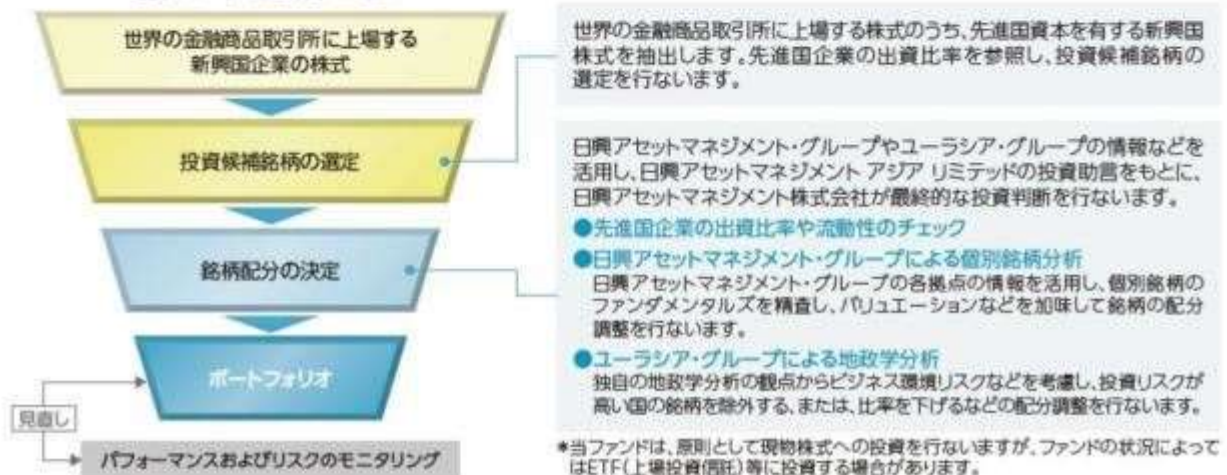 世界の金融商品取引所に上場する
新興国企業の株式
投資候補銘柄の選定
銘柄配分の決定
ポートフォリオ
見直し
パフォーマンスおよびリスクのモニタリング
世界の金融商品取引所に上場する株式のうち、先進国資本を有する新興国
株式を抽出します。先進国企業の出資比率を参照し、投資候補銘柄の
選定を行ないます。
日興アセットマネジメント・グループやユーラシア・グループの情報などを
活用し、日興アセットマネジメント アジア リミテッドの投資助言をもとに、
日興アセットマネジメント株式会社が最終的な投資判断を行ないます。
●先進国企業の出資比率や流動性のチェック
●日興アセットマネジメント・グループによる個別銘柄分析
日興アセットマネジメント・グループの各拠点の情報を活用し、個別銘柄の
ファンダメンタルズを精査し、バリュエーションなどを加味して銘柄の配分
調整を行ないます。
●ユーラシア・グループによる地政学分析
独自の地政学分析の観点からビジネス環境リスクなどを考慮し、投資リスクが
高い国の銘柄を除外する、または、比率を下げるなどの配分調整を行ないます。
*当ファンドは、原則として現物株式への投資を行ないますが、ファンドの状況によって
はETF(上場投資信託)等に投資する場合があります。